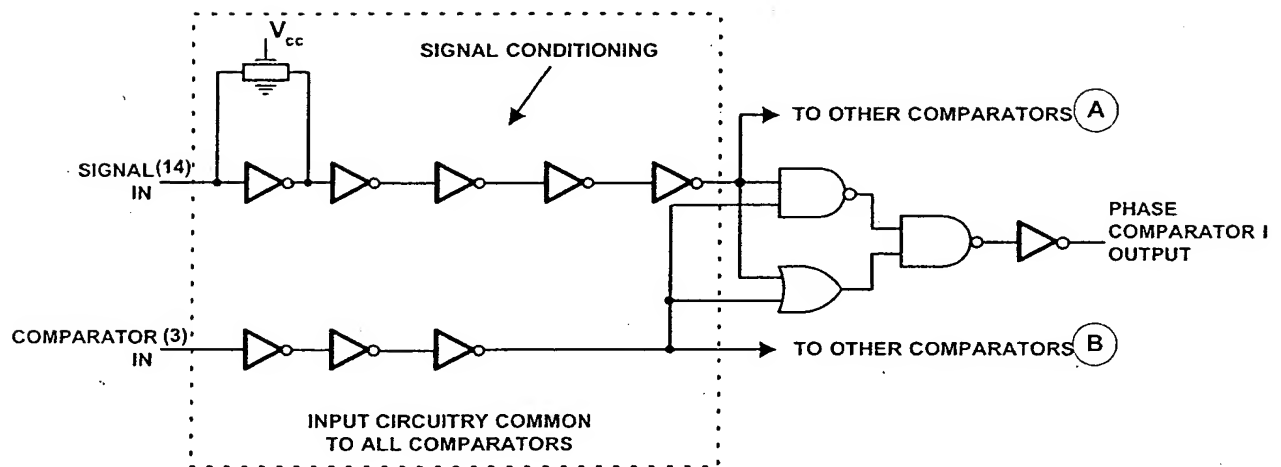 Vcc
SIGNAL CONDITIONING
TO OTHER COMPARATORS A
SIGNAL (14)
IN
PHASE
COMPARATOR I
OUTPUT
COMPARATOR (3)
IN
TO OTHER COMPARATORS B
INPUT CIRCUITRY COMMON
TO ALL COMPARATORS